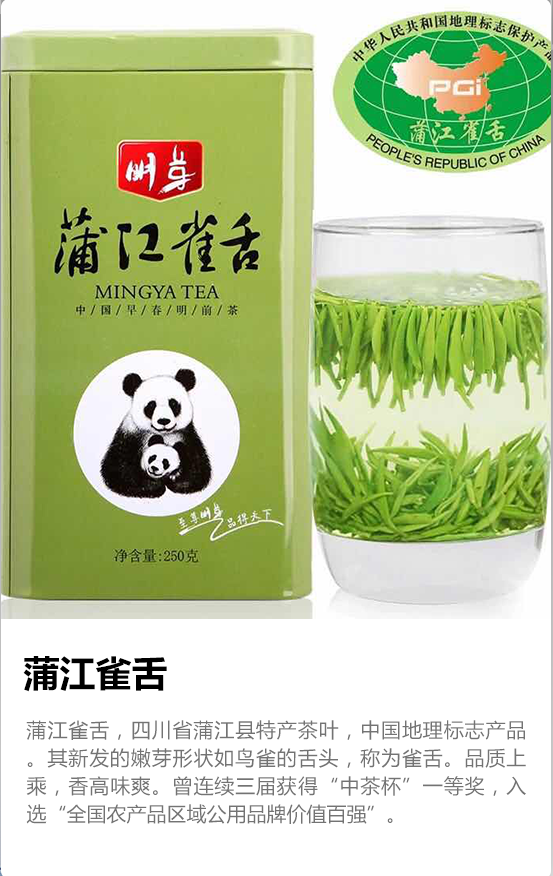 中华人民共和国地理标志保护产
PGi
蒲江雀舌
PEOPLE'S REPUBLIC OF CHINA
明芽
蒲江雀舌
MINGYA TEA
中/国/早/春/明/前/茶
至尊明芽
品得天下
净含量:250克
蒲江雀舌
蒲江雀舌，四川省蒲江县特产茶叶，中国地理标志产品
。其新发的嫩芽形状如鸟雀的舌头，称为雀舌。品质上
乘，香高味爽。曾连续三届获得“中茶杯”一等奖，入
选“全国农产品区域公用品牌价值百强”。